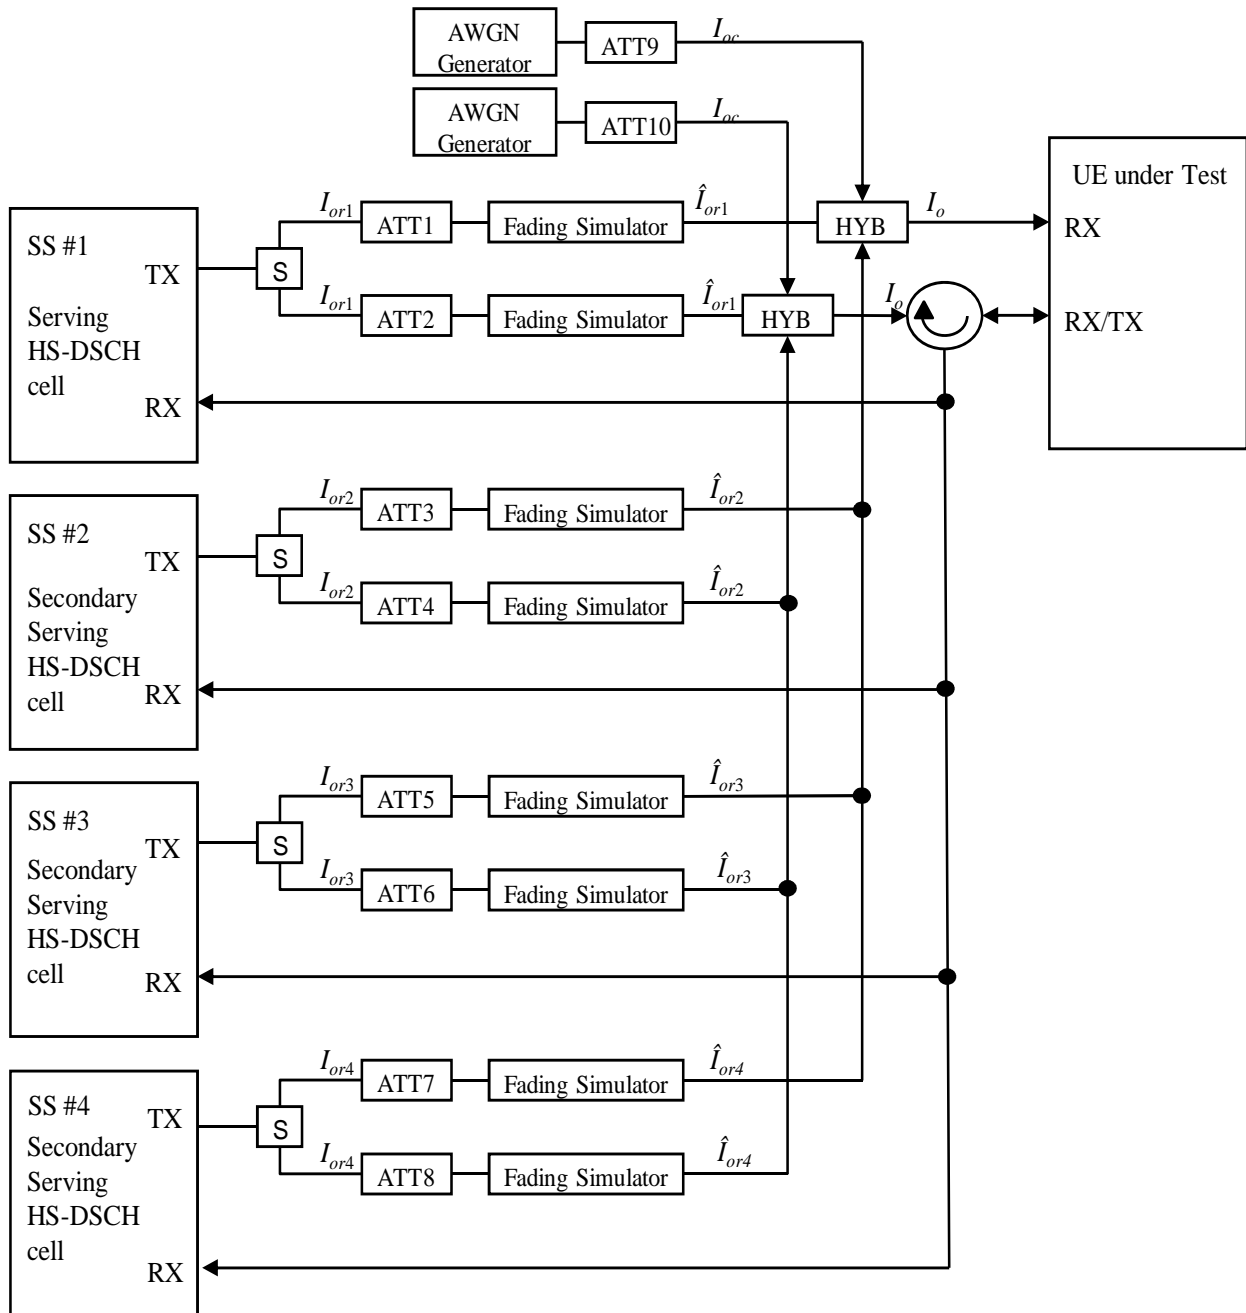 AWGN
Generator
ATT9
I_oc
AWGN
Generator
ATT10
I_oc
UE under Test
RX
RX/TX
SS #1
TX
Serving
HS-DSCH
cell
RX
S
I_or1
ATT1
Fading Simulator
Î_or1
HYB
I_o
I_or1
ATT2
Fading Simulator
Î_or1
HYB
I_o
SS #2
TX
Secondary
Serving
HS-DSCH
cell
RX
S
I_or2
ATT3
Fading Simulator
Î_or2
I_or2
ATT4
Fading Simulator
Î_or2
SS #3
TX
Secondary
Serving
HS-DSCH
cell
RX
S
I_or3
ATT5
Fading Simulator
Î_or3
I_or3
ATT6
Fading Simulator
Î_or3
SS #4
TX
Secondary
Serving
HS-DSCH
cell
RX
S
I_or4
ATT7
Fading Simulator
Î_or4
I_or4
ATT8
Fading Simulator
Î_or4